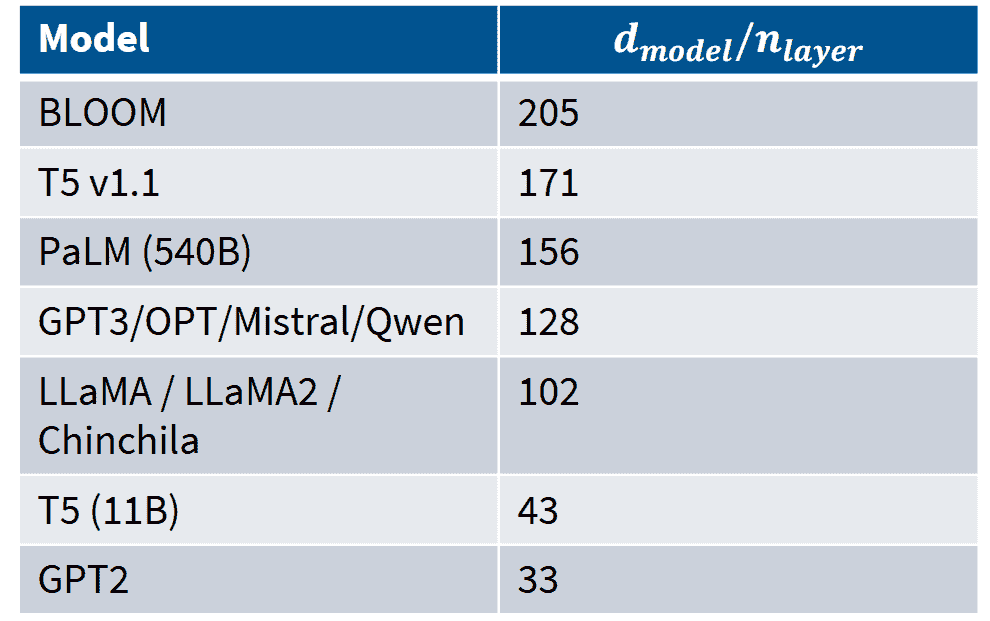 Model
d_model/n_layer
BLOOM
205
T5 v1.1
171
PaLM (540B)
156
GPT3/OPT/Mistral/Qwen
128
LLaMA / LLaMA2 /
Chinchila
102
T5 (11B)
43
GPT2
33